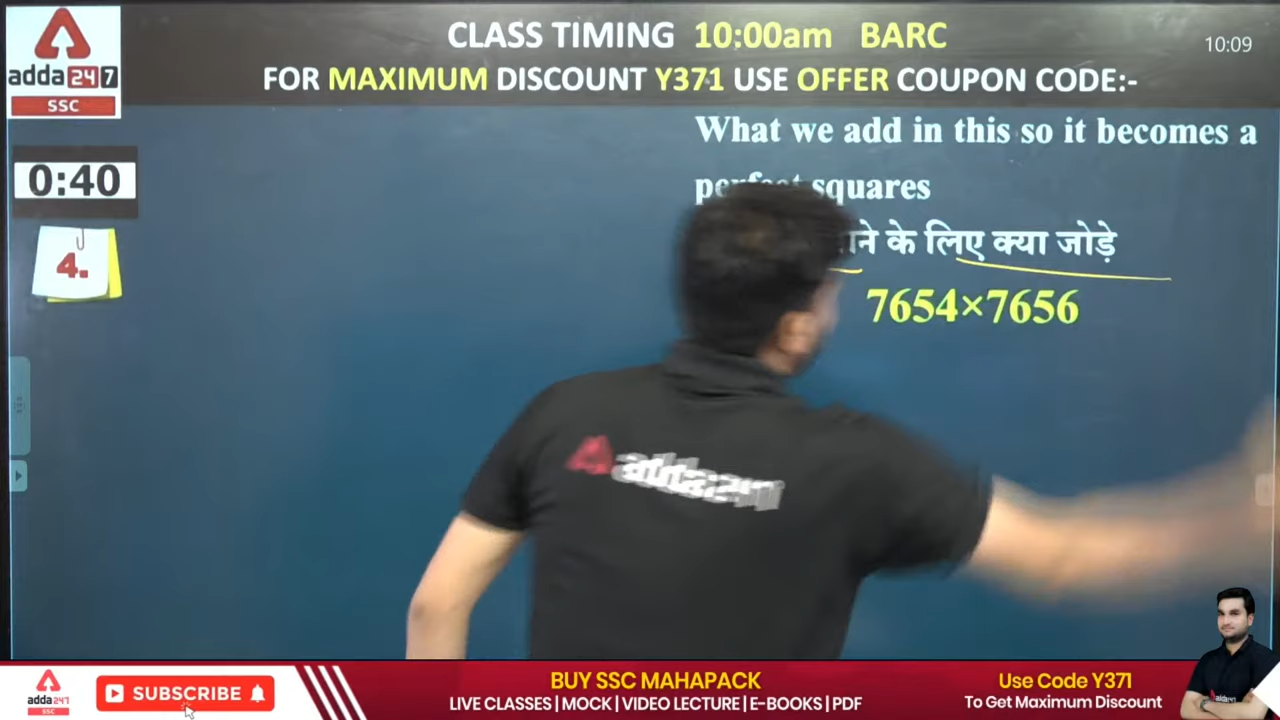 CLASS TIMING 10:00am BARC
10:09
FOR MAXIMUM DISCOUNT Y371 USE OFFER COUPON CODE:-
adda247
SSC
What we add in this so it becomes a
squares
0:40
के लिए क्या जोड़े
4.
7654×7656
adda247
adda247
SSC
SUBSCRIBE
BUY SSC MAHAPACK
LIVE CLASSES | MOCK | VIDEO LECTURE | E-BOOKS | PDF
Use Code Y371
To Get Maximum Discount